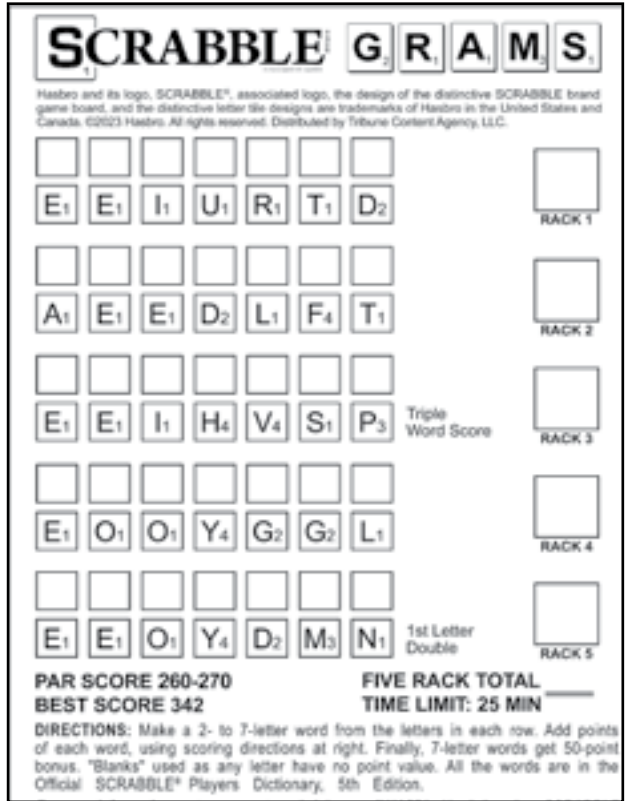 SCRABBLE GRAMS
Hasbro and its logo, SCRABBLE®, associated logo, the design of the distinctive SCRABBLE brand
game board, and the distinctive letter tile designs are trademarks of Hasbro in the United States and
Canada. ©2023 Hasbro. All rights reserved. Distributed by Tribune Content Agency, LLC.
E1 E1 I1 U1 R1 T1 D2
RACK 1
A1 E1 E1 D2 L1 F4 T1
RACK 2
E1 E1 I1 H4 V4 S1 P3 Triple
Word Score
RACK 3
E1 O1 O1 Y4 G2 G2 L1
RACK 4
E1 E1 O1 Y4 D2 M3 N1 1st Letter
Double
RACK 5
PAR SCORE 260-270 FIVE RACK TOTAL
BEST SCORE 342 TIME LIMIT: 25 MIN
DIRECTIONS: Make a 2- to 7-letter word from the letters in each row. Add points
of each word, using scoring directions at right. Finally, 7-letter words get 50-point
bonus. "Blanks" used as any letter have no point value. All the words are in the
Official SCRABBLE® Players Dictionary, 5th Edition.